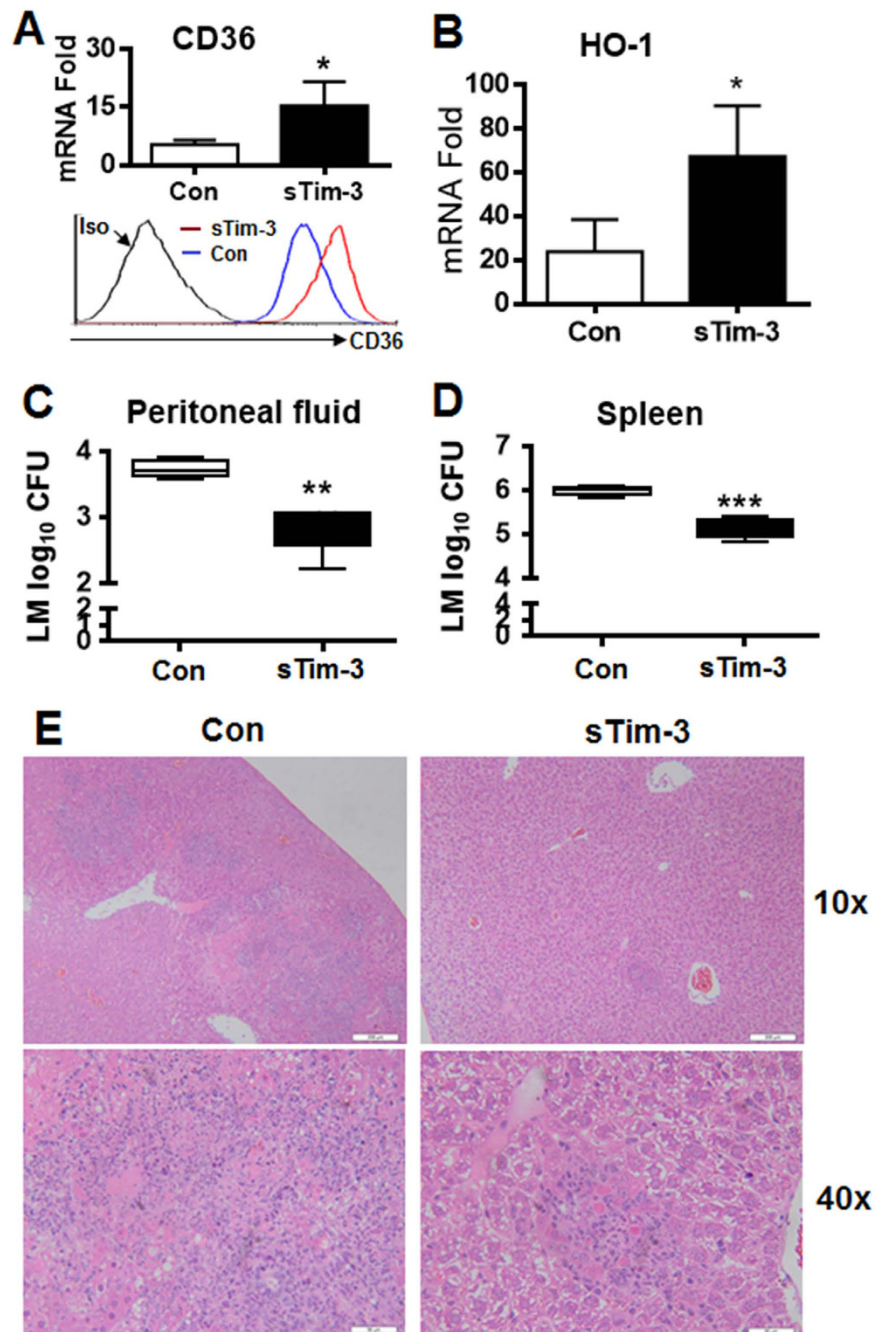 A
CD36
mRNA Fold
30
15
0
*
Con
sTim-3
Iso
sTim-3
Con
CD36
B
HO-1
mRNA Fold
100
80
60
40
20
0
*
Con
sTim-3
C
Peritoneal fluid
LM log10 CFU
4
3
2
2
1
0
**
Con
sTim-3
D
Spleen
LM log10 CFU
7
6
5
4
4
2
0
***
Con
sTim-3
E
Con
sTim-3
10x
40x